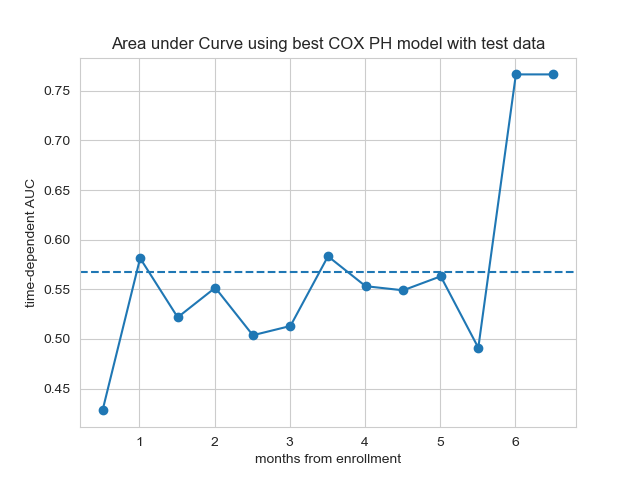 Area under Curve using best COX PH model with test data
time-dependent AUC
0.75
0.70
0.65
0.60
0.55
0.50
0.45
1 2 3 4 5 6
months from enrollment